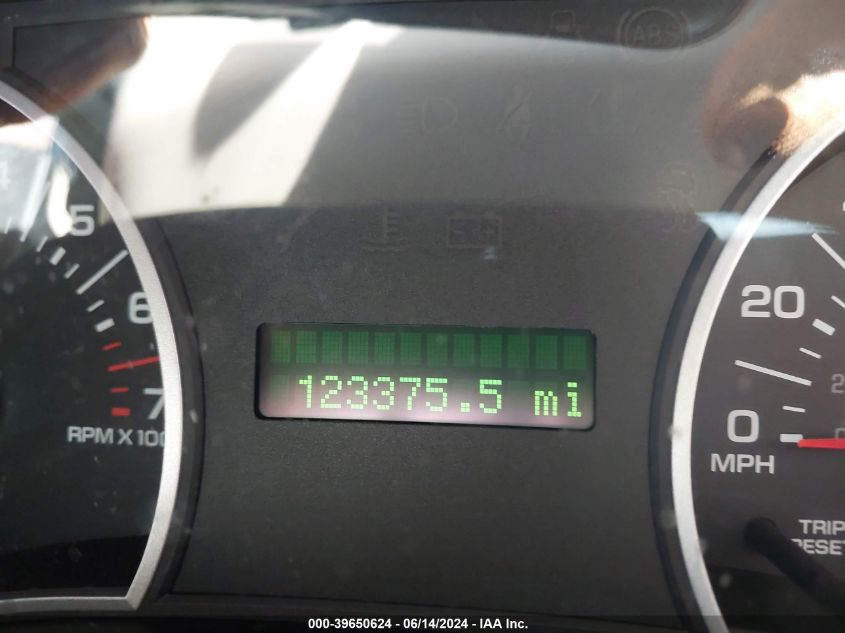 ABS
4
5
6
7
RPM X 100
123375.5 mi
20
0
MPH
TRIP
RESET
000-39650624 - 06/14/2024 - IAA Inc.